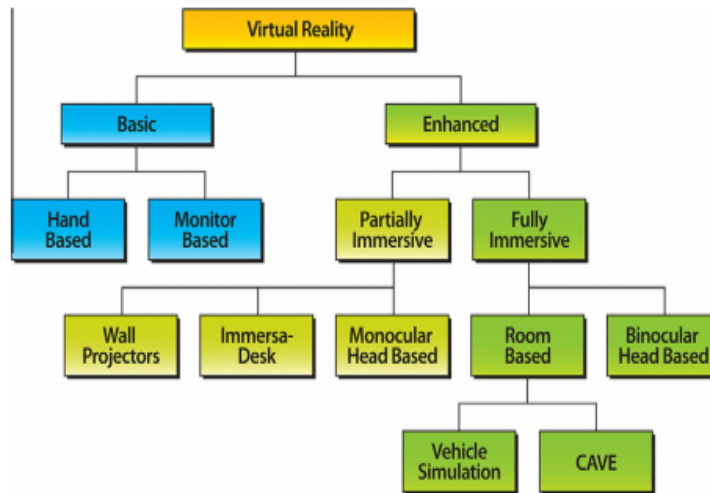 Virtual Reality
Basic
Enhanced
Hand
Based
Monitor
Based
Partially
Immersive
Fully
Immersive
Wall
Projectors
Immersa-
Desk
Monocular
Head Based
Room
Based
Binocular
Head Based
Vehicle
Simulation
CAVE